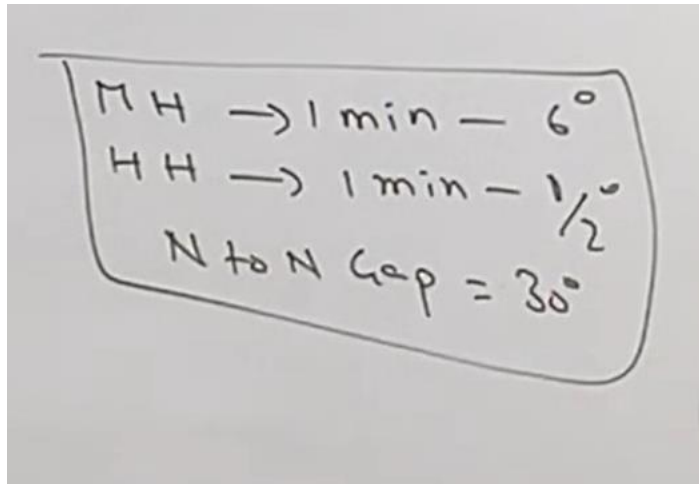 MH → 1 min - 6°
HH → 1 min - 1/2°
N to N Gap = 30°